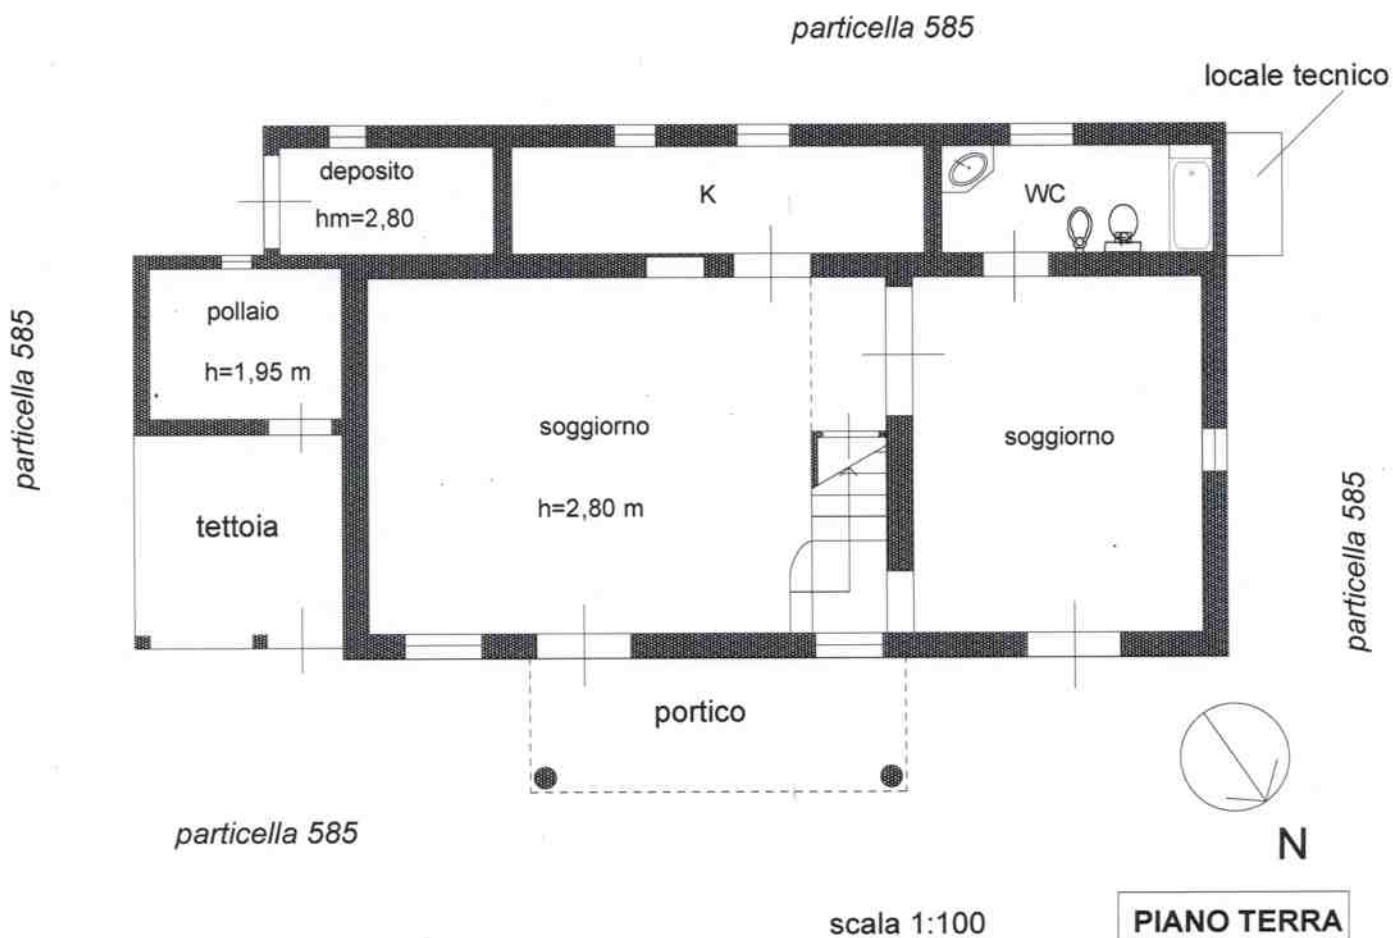 particella 585
locale tecnico
deposito
hm=2,80
K
WC
pollaio
h=1,95 m
particella 585
soggiorno
h=2,80 m
soggiorno
tettoia
particella 585
portico
particella 585
N
scala 1:100
PIANO TERRA